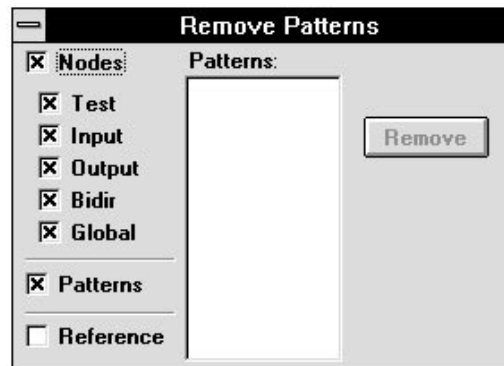 Remove Patterns
Nodes
Test
Input
Output
Bidir
Global
Patterns
Reference
Patterns:
Remove